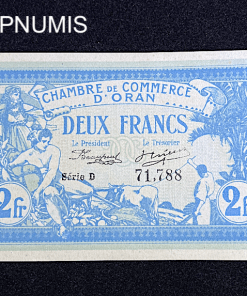 PNUMIS
CHAMBRE DE COMMERCE
D'ORAN
DEUX FRANCS
Le Président Le Trésorier
Série D 71,788
2fr 2fr